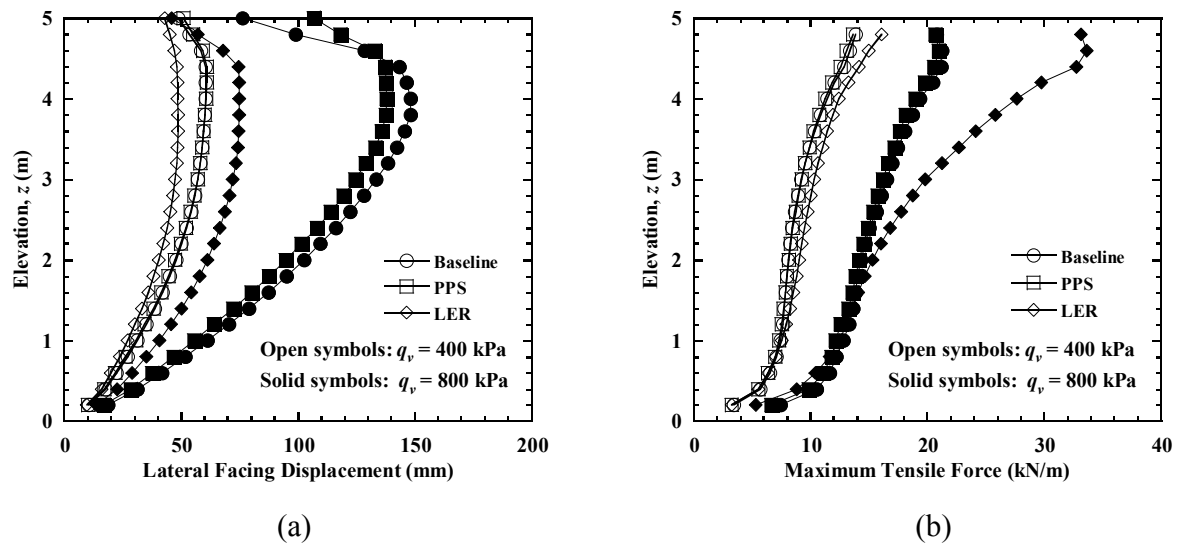 5
4
3
2
1
0
Elevation, z (m)
Baseline
PPS
LER
Open symbols: qv = 400 kPa
Solid symbols: qv = 800 kPa
0 50 100 150 200
Lateral Facing Displacement (mm)
(a)
5
4
3
2
1
0
Elevation, z (m)
Baseline
PPS
LER
Open symbols: qv = 400 kPa
Solid symbols: qv = 800 kPa
0 10 20 30 40
Maximum Tensile Force (kN/m)
(b)